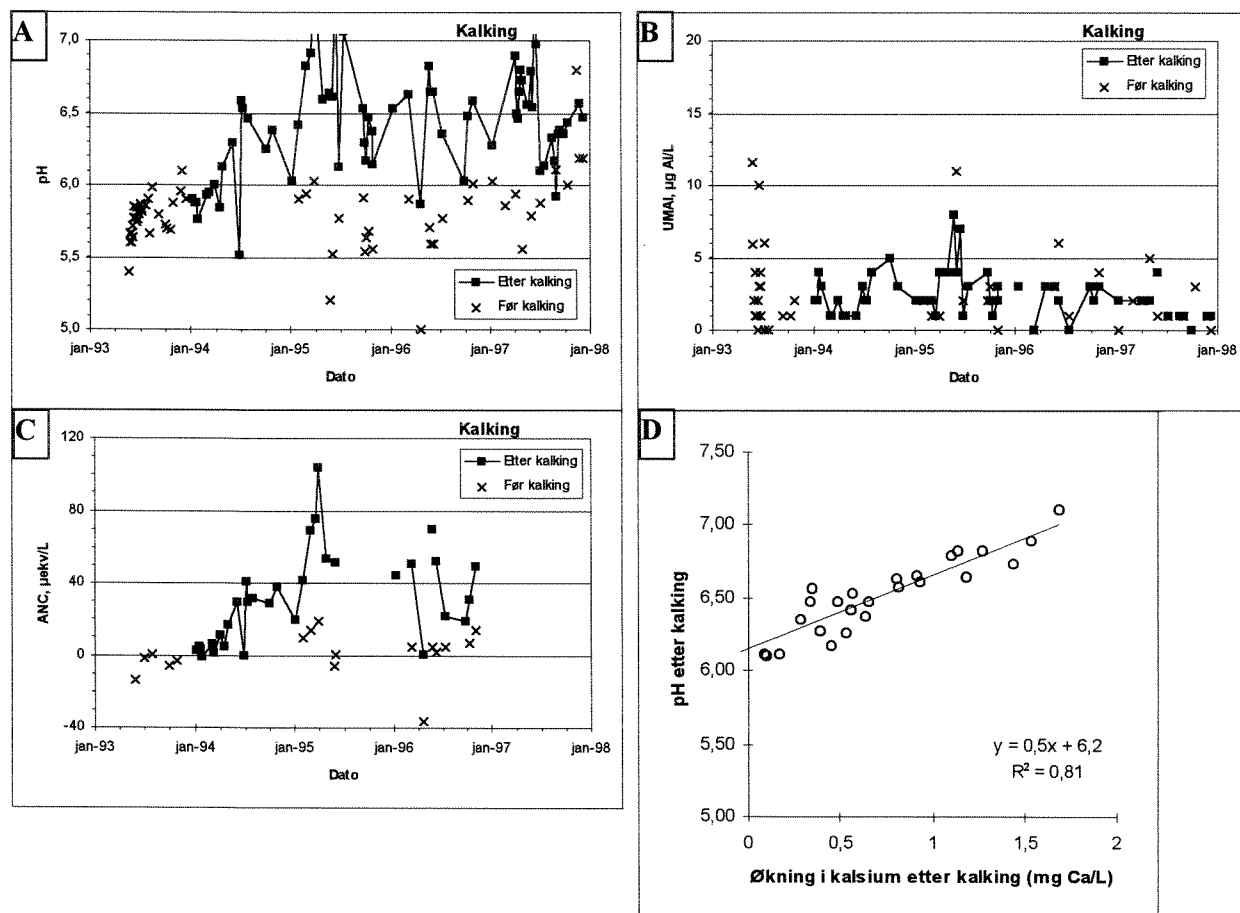 A
Kalking
Etter kalking
Før kalking
7,0
6,5
6,0
5,5
5,0
pH
jan-93 jan-94 jan-95 jan-96 jan-97 jan-98
Dato
B
Kalking
Etter kalking
Før kalking
20
15
10
5
0
UMAl, µg Al/L
jan-93 jan-94 jan-95 jan-96 jan-97 jan-98
Dato
C
Kalking
Etter kalking
Før kalking
120
80
40
0
-40
ANC, µekv/L
jan-93 jan-94 jan-95 jan-96 jan-97 jan-98
Dato
D
7,50
7,00
6,50
6,00
5,50
5,00
pH etter kalking
y = 0,5x + 6,2
R² = 0,81
0 0,5 1 1,5 2
Økning i kalsium etter kalking (mg Ca/L)